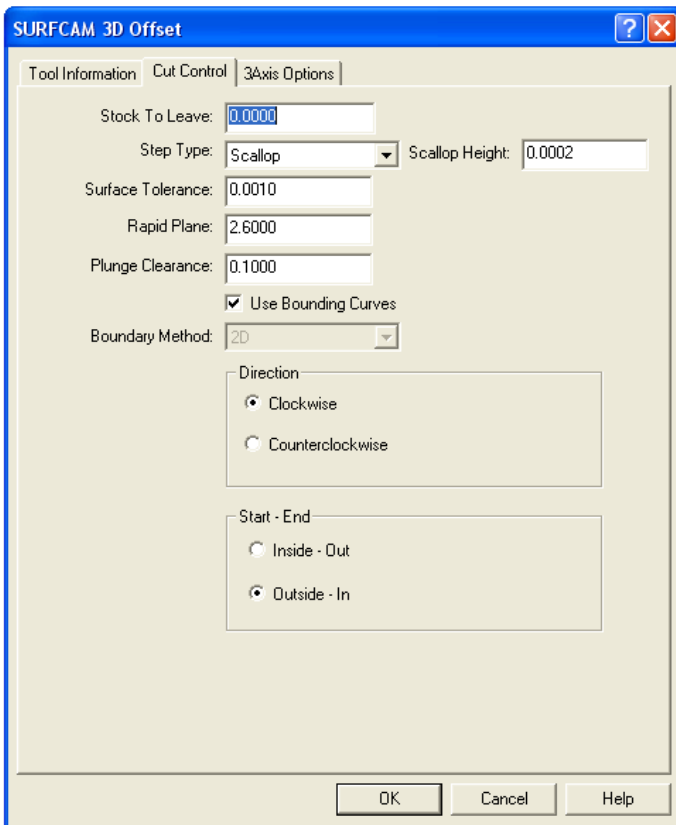 SURFCAM 3D Offset
Tool Information Cut Control 3Axis Options
Stock To Leave: 0.0000
Step Type: Scallop Scallop Height: 0.0002
Surface Tolerance: 0.0010
Rapid Plane: 2.6000
Plunge Clearance: 0.1000
Use Bounding Curves
Boundary Method: 2D
Direction
Clockwise
Counterclockwise
Start - End
Inside - Out
Outside - In
OK Cancel Help